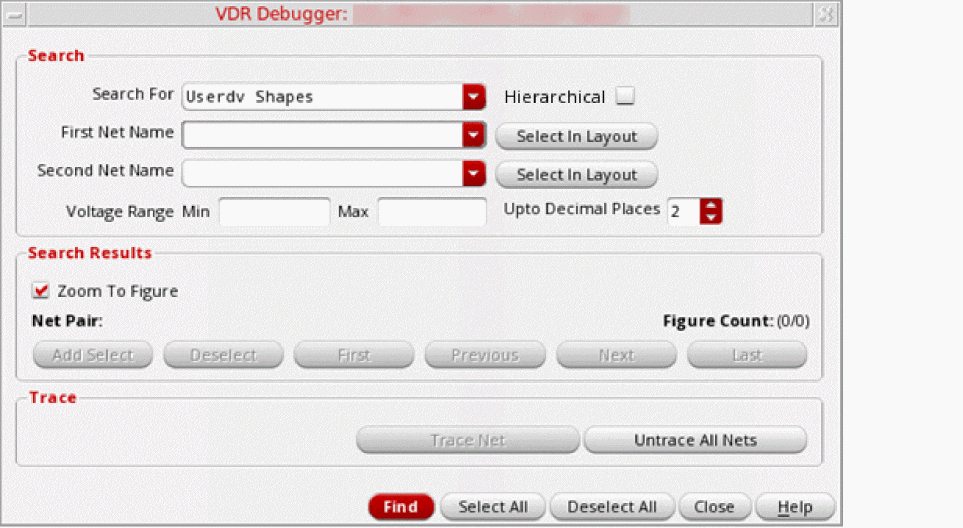 VDR Debugger:
Search
Search For Userdv Shapes Hierarchical
First Net Name Select In Layout
Second Net Name Select In Layout
Voltage Range Min Max Upto Decimal Places 2
Search Results
Zoom To Figure
Net Pair: Figure Count: (0/0)
Add Select Deselect First Previous Next Last
Trace
Trace Net Untrace All Nets
Find Select All Deselect All Close Help